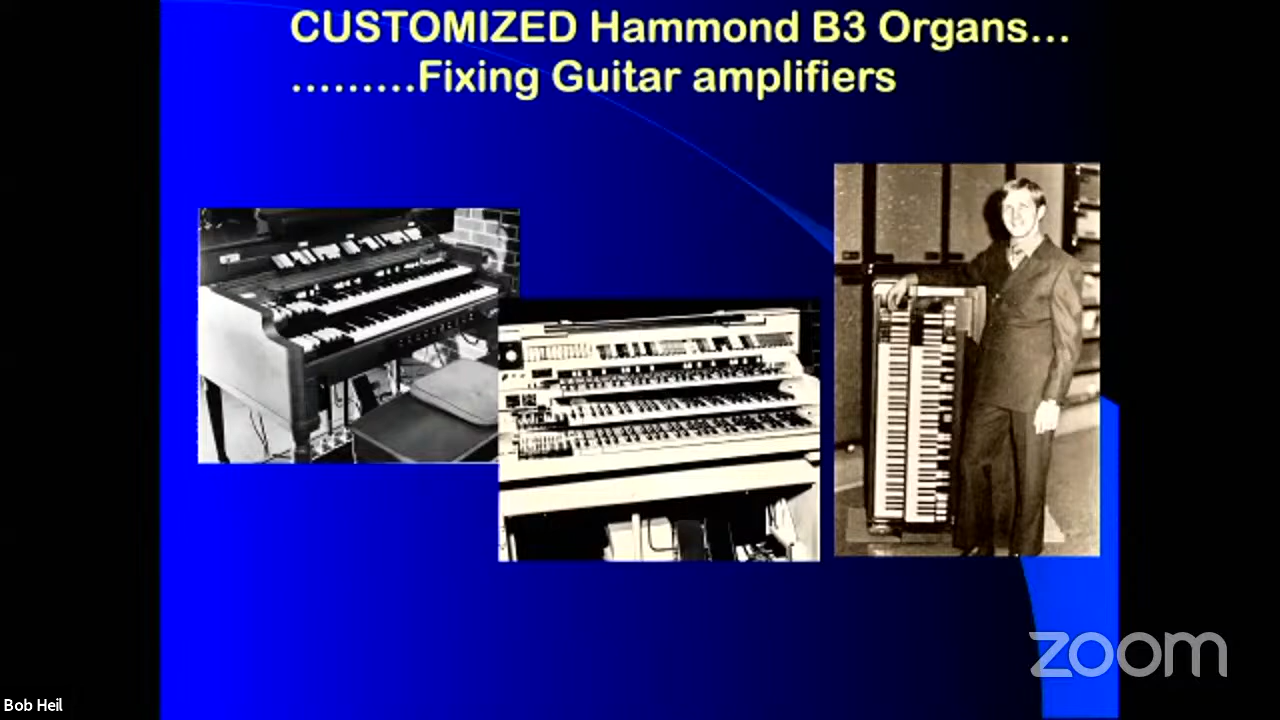 CUSTOMIZED Hammond B3 Organs...
.........Fixing Guitar amplifiers
zoom
Bob Heil